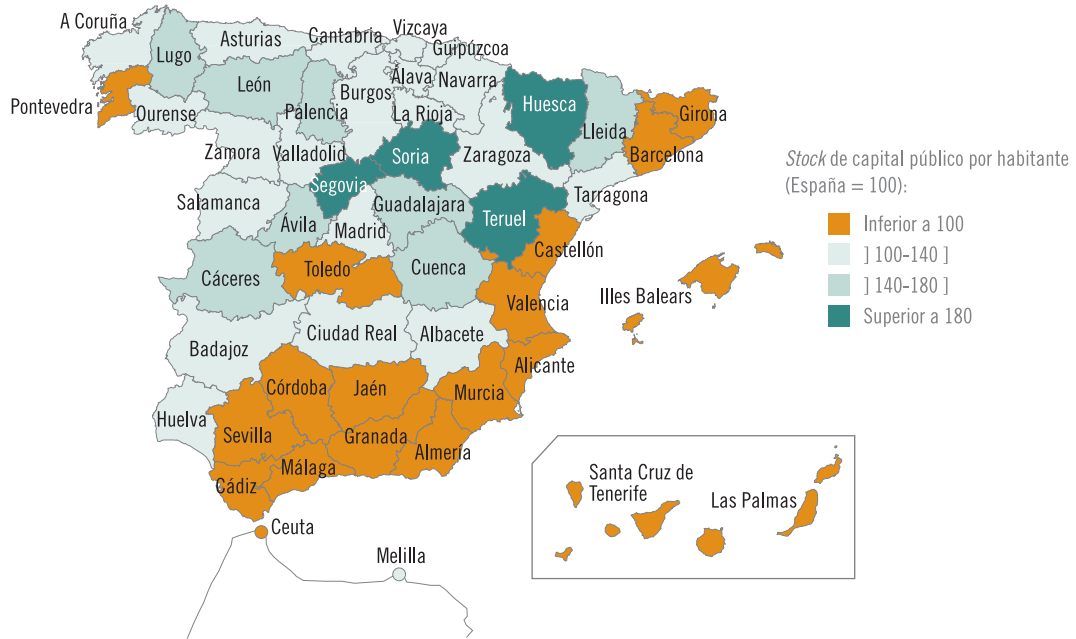 A Coruña
Lugo
Asturias
Cantabria
Vizcaya
Guipúzcoa
Álava
Navarra
León
Palencia
Burgos
La Rioja
Huesca
Lleida
Girona
Barcelona
Pontevedra
Ourense
Zamora
Valladolid
Soria
Zaragoza
Segovia
Salamanca
Guadalajara
Tarragona
Ávila
Madrid
Teruel
Castellón
Cáceres
Toledo
Cuenca
Valencia
Illes Balears
Badajoz
Ciudad Real
Albacete
Alicante
Córdoba
Jaén
Murcia
Huelva
Sevilla
Granada
Almería
Málaga
Cádiz
Ceuta
Melilla
Santa Cruz de
Tenerife
Las Palmas
Stock de capital público por habitante
(España = 100):
Inferior a 100
] 100-140 ]
] 140-180 ]
Superior a 180